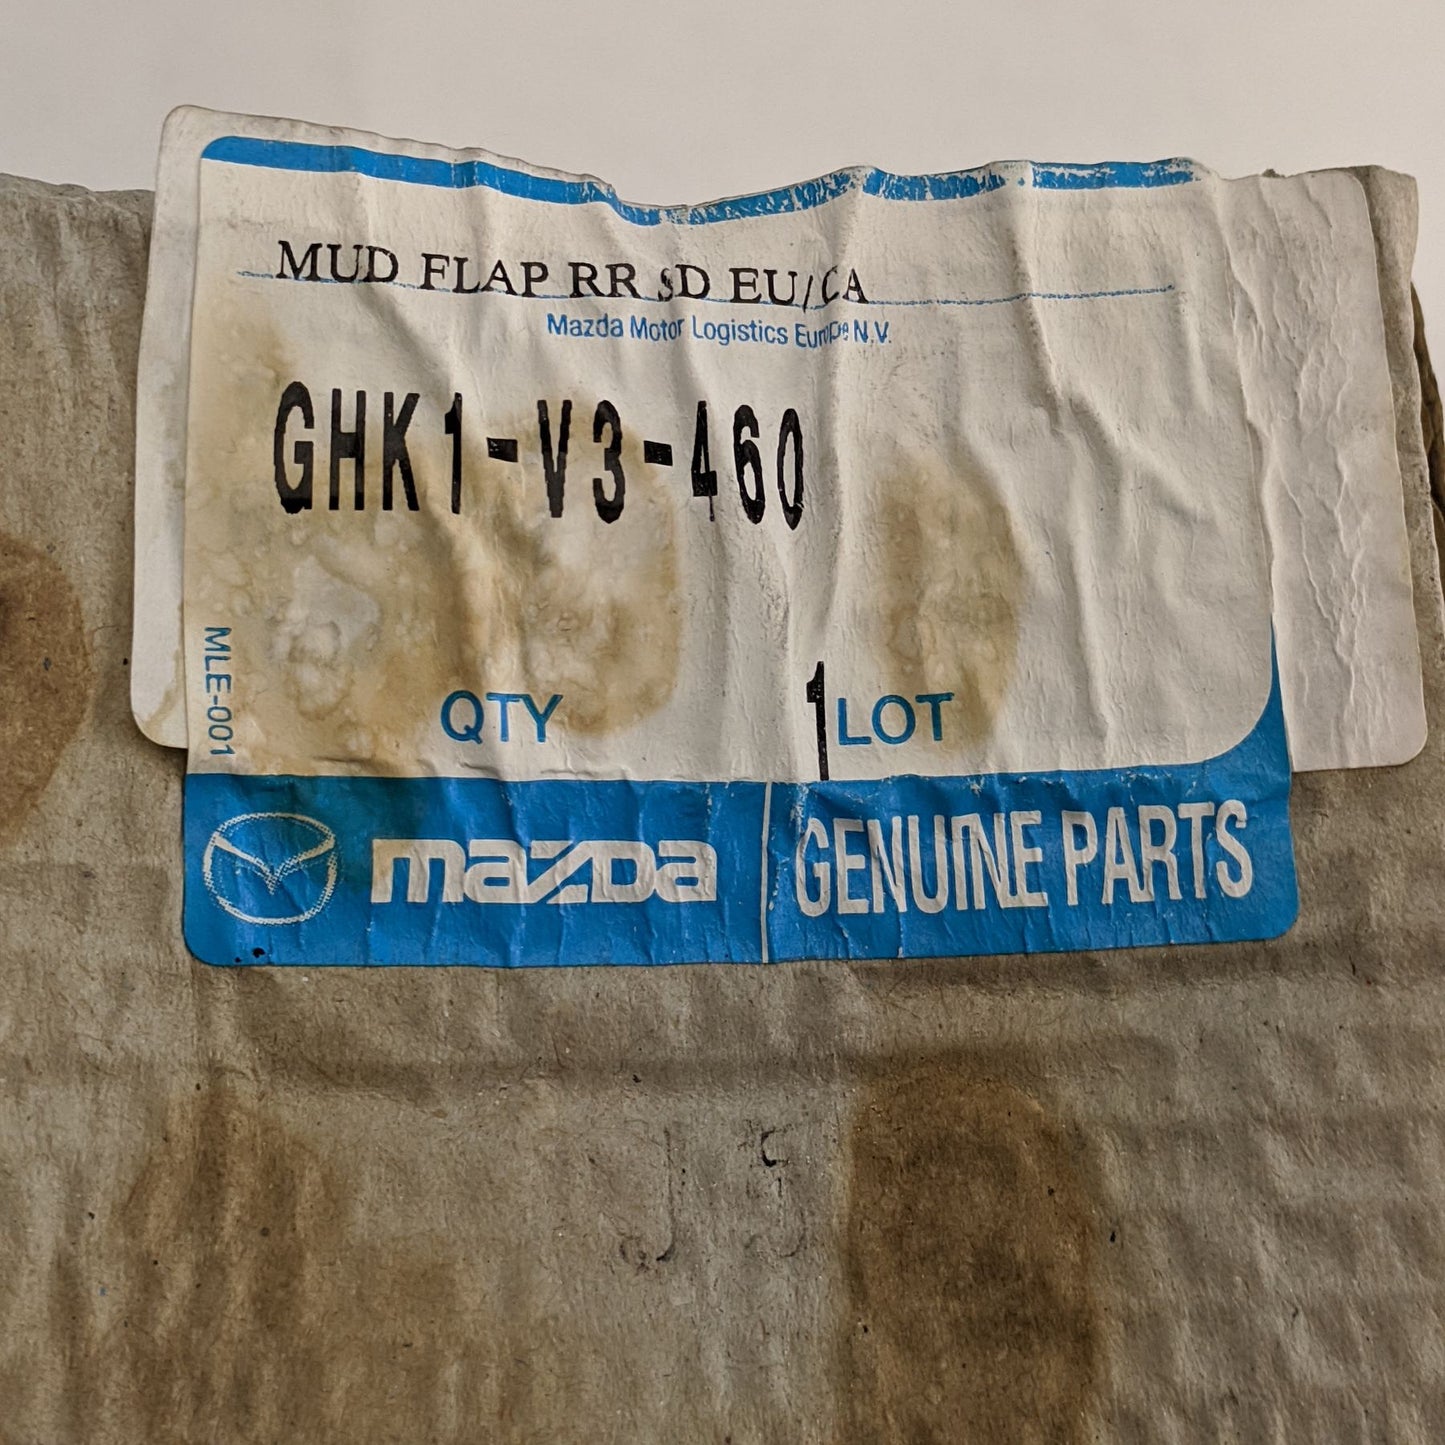 MUD FLAP RR SD EU/CA
Mazda Motor Logistics Europe N.V.
GHK1-V3-460
MLE-001
QTY 1 LOT
mazda GENUINE PARTS
J5